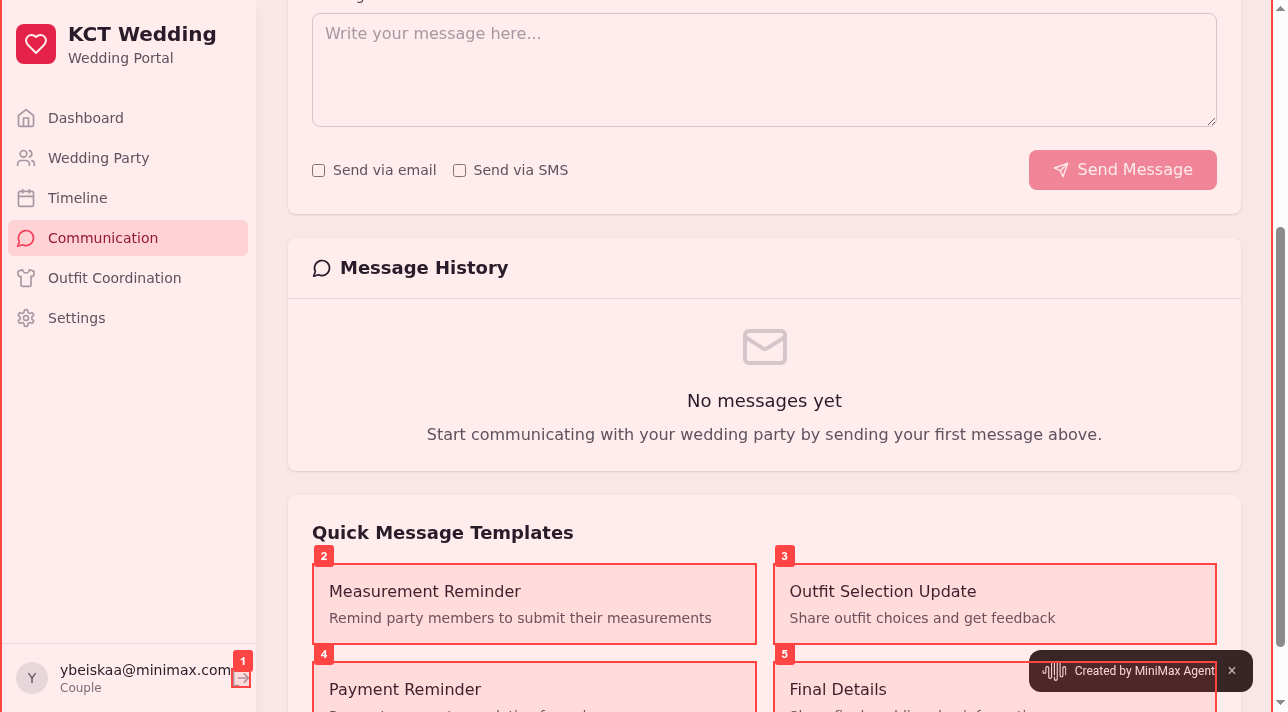 KCT Wedding
Wedding Portal
Dashboard
Wedding Party
Timeline
Communication
Outfit Coordination
Settings
ybeiskaa@minimax.com
Couple
Y
1
Write your message here...
Send via email
Send via SMS
Send Message
Message History
No messages yet
Start communicating with your wedding party by sending your first message above.
Quick Message Templates
2
Measurement Reminder
Remind party members to submit their measurements
3
Outfit Selection Update
Share outfit choices and get feedback
4
Payment Reminder
5
Final Details
Created by MiniMax Agent